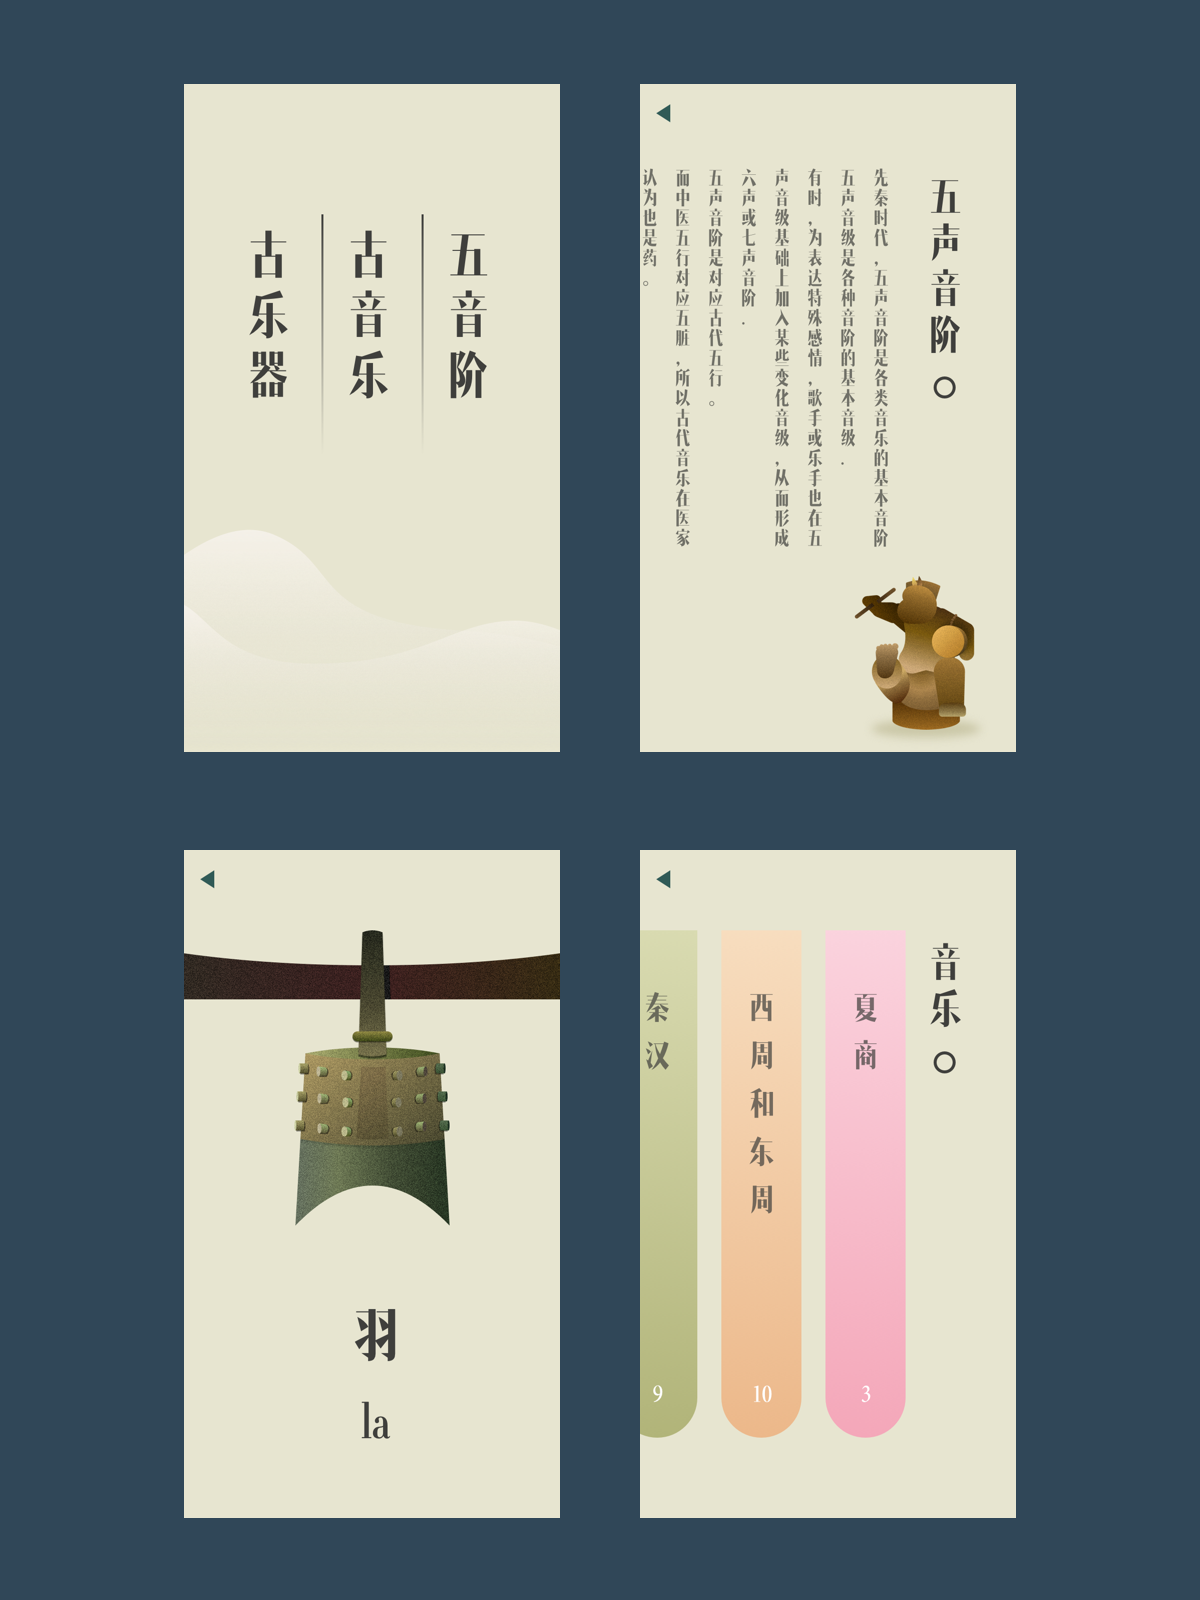 五音阶
古音乐
古乐器
五声音阶
先秦时代，五声音阶是各类音乐的基本音阶
五声音级是各种音阶的基本音级．
有时，为表达特殊感情，歌手或乐手也在五
声音级基础上加入某些变化音级，从而形成
六声或七声音阶．
五声音阶是对应古代五行。
而中医五行对应五脏，所以古代音乐在医家
认为也是药。
羽
la
音乐
夏商
3
西周和东周
10
秦汉
9